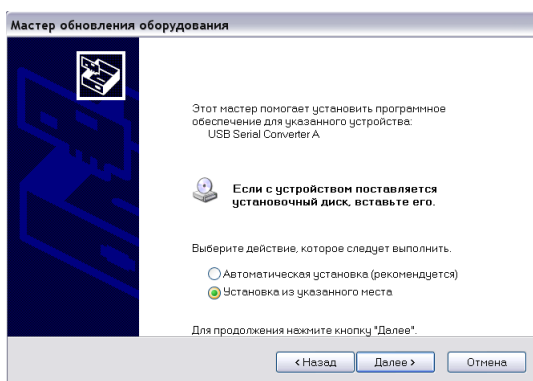 Мастер обновления оборудования
Этот мастер помогает установить программное
обеспечение для указанного устройства:
USB Serial Converter A
Если с устройством поставляется
установочный диск, вставьте его.
Выберите действие, которое следует выполнить.
Автоматическая установка (рекомендуется)
Установка из указанного места
Для продолжения нажмите кнопку "Далее".
< Назад Далее > Отмена